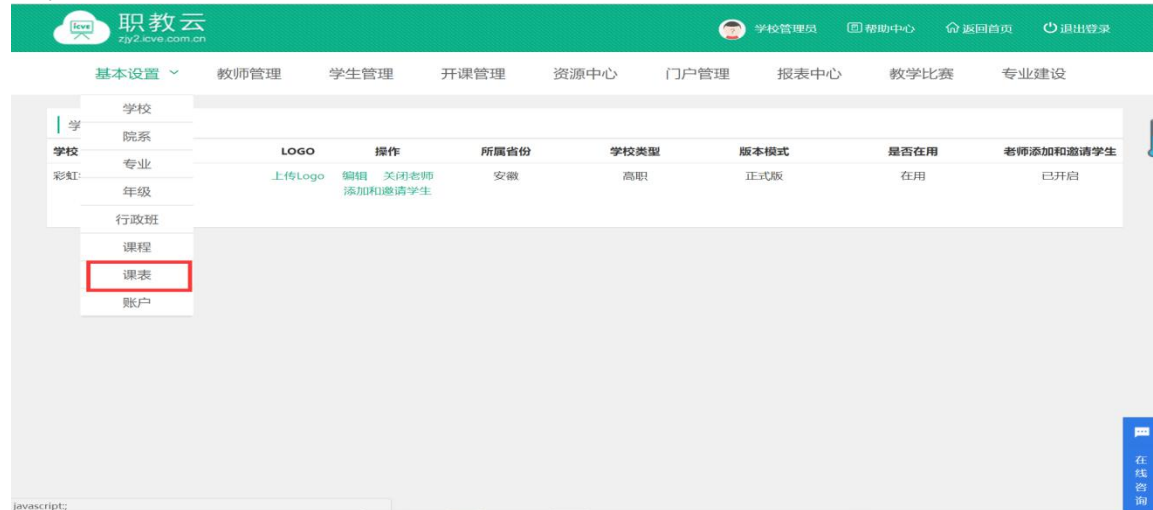 icve 职教云
zjy2.icve.com.cn
学校管理员 帮助中心 返回首页 退出登录
基本设置 教师管理 学生管理 开课管理 资源中心 门户管理 报表中心 教学比赛 专业建设
学校
院系
专业
年级
行政班
课程
课表
账户
学
学校 LOGO 操作 所属省份 学校类型 版本模式 是否在用 老师添加和邀请学生
彩虹 上传Logo 编辑 关闭老师 安徽 高职 正式版 在用 已开启
添加和邀请学生
在线咨询
javascript:;